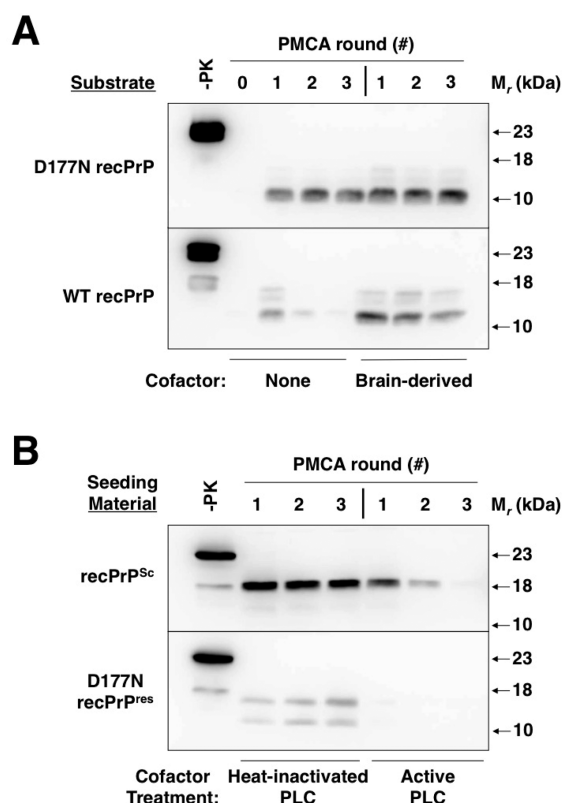 A
PMCA round (#)
Substrate -PK 0 1 2 3 1 2 3 Mr (kDa)
23
D177N recPrP 18
10
23
WT recPrP 18
10
Cofactor: None Brain-derived
B
PMCA round (#)
Seeding
Material -PK 1 2 3 1 2 3 Mr (kDa)
23
recPrPSc 18
10
23
D177N 18
recPrPres
10
Cofactor Heat-inactivated Active
Treatment: PLC PLC